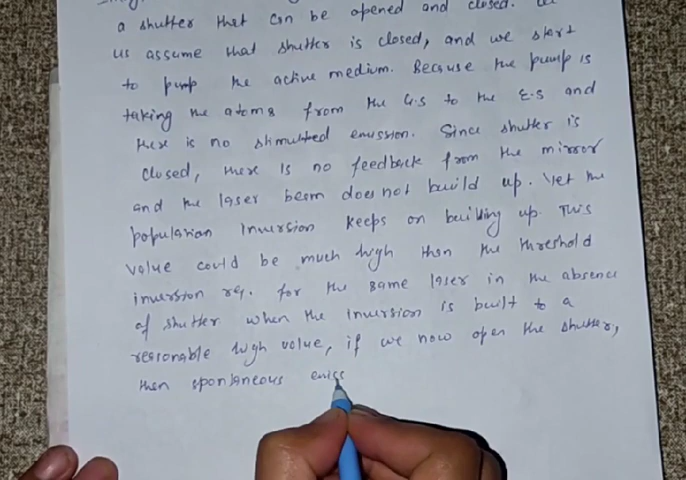 a shutter that can be opened and closed. Let
us assume that shutter is closed, and we start
to pump the active medium. Because the pump is
taking the atoms from the G.S to the E.S and
there is no stimulated emission. Since shutter is
closed, there is no feedback from the mirror
and the laser beam does not build up. Yet the
population inversion keeps on building up. This
value could be much high then the threshold
inversion req. for the same laser in the absence
of shutter when the inversion is built to a
reasonable high value, if we now open the shutter,
then spontaneous emiss